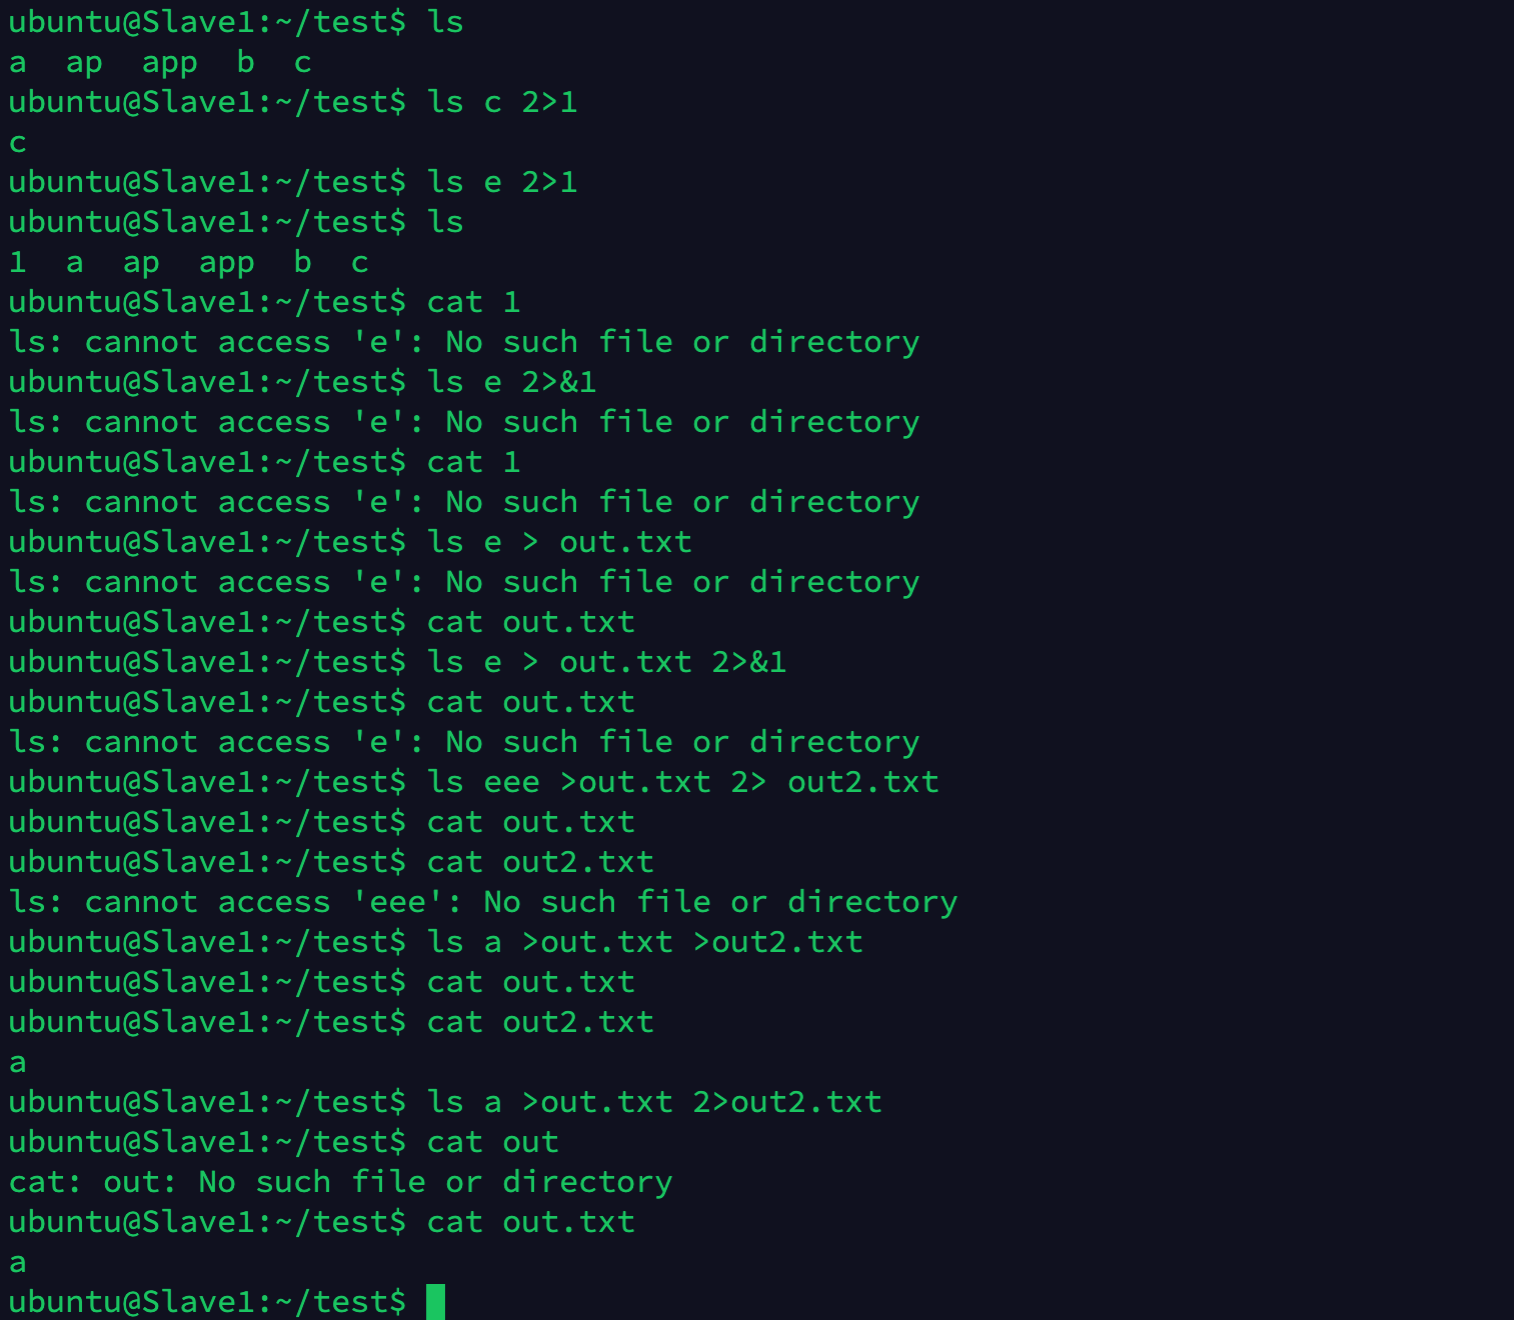 ubuntu@Slave1:~/test$ ls
a  ap  app  b  c
ubuntu@Slave1:~/test$ ls c 2>1
c
ubuntu@Slave1:~/test$ ls e 2>1
ubuntu@Slave1:~/test$ ls
1  a  ap  app  b  c
ubuntu@Slave1:~/test$ cat 1
ls: cannot access 'e': No such file or directory
ubuntu@Slave1:~/test$ ls e 2>&1
ls: cannot access 'e': No such file or directory
ubuntu@Slave1:~/test$ cat 1
ls: cannot access 'e': No such file or directory
ubuntu@Slave1:~/test$ ls e > out.txt
ls: cannot access 'e': No such file or directory
ubuntu@Slave1:~/test$ cat out.txt
ubuntu@Slave1:~/test$ ls e > out.txt 2>&1
ubuntu@Slave1:~/test$ cat out.txt
ls: cannot access 'e': No such file or directory
ubuntu@Slave1:~/test$ ls eee >out.txt 2> out2.txt
ubuntu@Slave1:~/test$ cat out.txt
ubuntu@Slave1:~/test$ cat out2.txt
ls: cannot access 'eee': No such file or directory
ubuntu@Slave1:~/test$ ls a >out.txt >out2.txt
ubuntu@Slave1:~/test$ cat out.txt
ubuntu@Slave1:~/test$ cat out2.txt
a
ubuntu@Slave1:~/test$ ls a >out.txt 2>out2.txt
ubuntu@Slave1:~/test$ cat out
cat: out: No such file or directory
ubuntu@Slave1:~/test$ cat out.txt
a
ubuntu@Slave1:~/test$